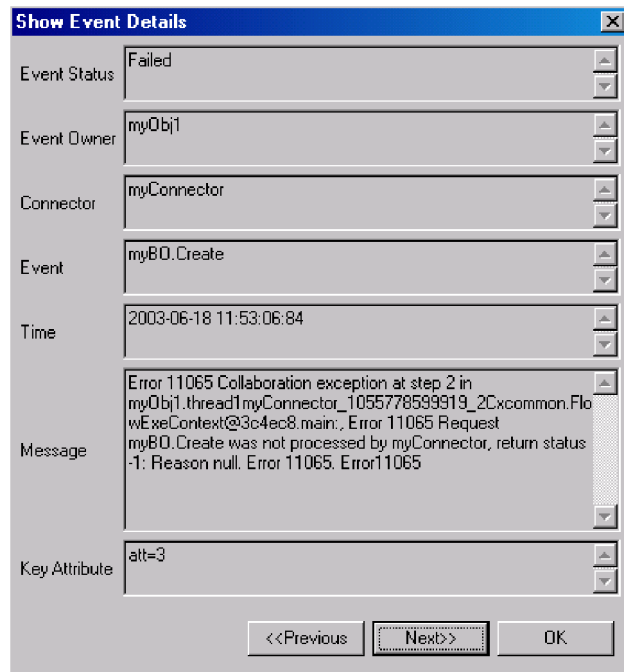 Show Event Details
Event Status
Failed
Event Owner
myObj1
Connector
myConnector
Event
myBO.Create
Time
2003-06-18 11:53:06:84
Message
Error 11065 Collaboration exception at step 2 in
myObj1.thread1myConnector_1055778599919_2Cxcommon.Flo
wExeContext@3c4ec8.main:, Error 11065 Request
myBO.Create was not processed by myConnector, return status
-1: Reason null. Error 11065. Error11065
Key Attribute
att=3
<<Previous
Next>>
OK